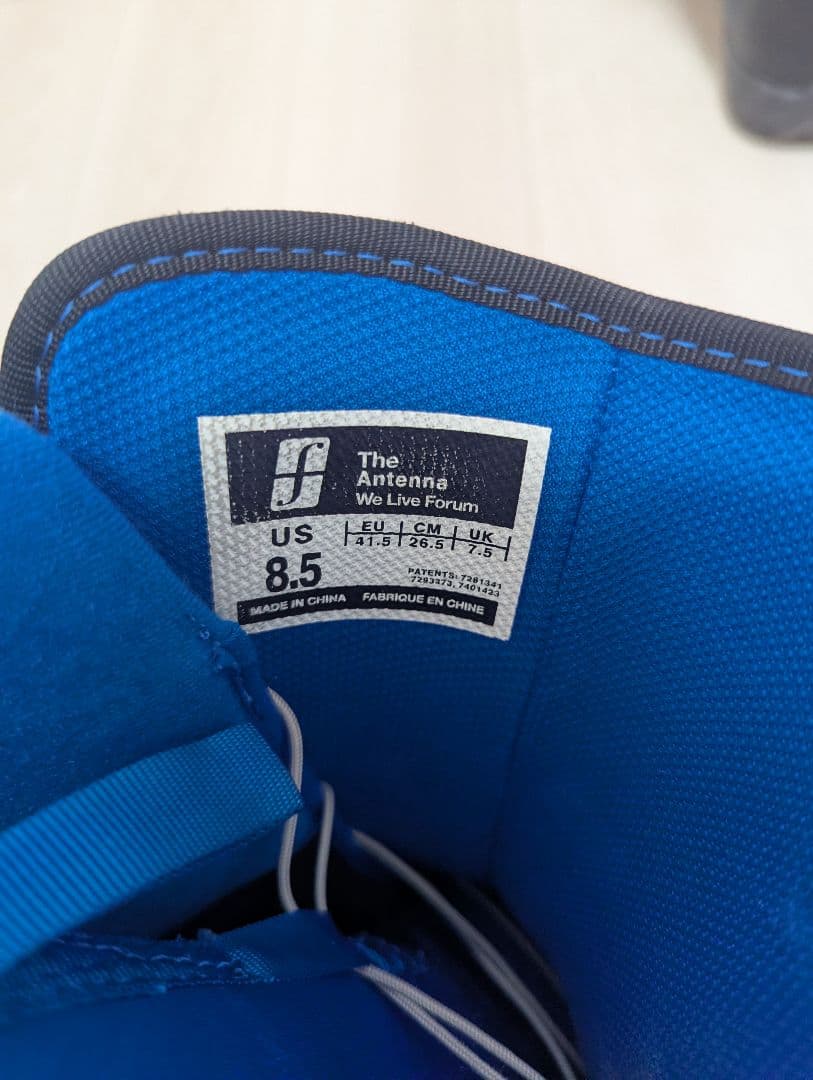 The
Antenna
We Live Forum
US
8.5
EU CM UK
41.5 26.5 7.5
PATENTS: 7281341
7293373, 7401423
MADE IN CHINA FABRIQUE EN CHINE